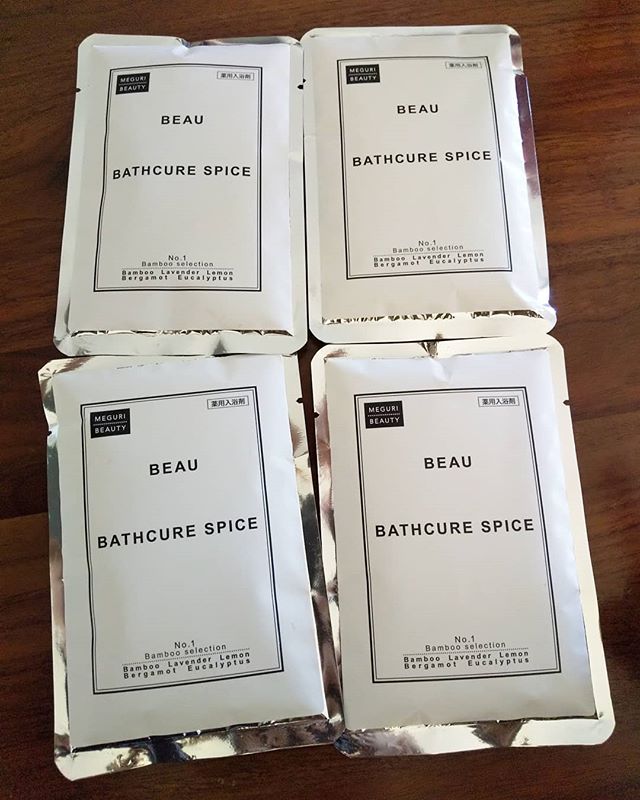 MEGURI
BEAUTY
薬用入浴剤
BEAU
BATHCURE SPICE
No.1
Bamboo selection
Bamboo Lavender Lemon
Bergamot Eucalyptus
MEGURI
BEAUTY
薬用入浴剤
BEAU
BATHCURE SPICE
No.1
Bamboo selection
Bamboo Lavender Lemon
Bergamot Eucalyptus
MEGURI
BEAUTY
薬用入浴剤
BEAU
BATHCURE SPICE
No.1
Bamboo selection
Bamboo Lavender Lemon
Bergamot Eucalyptus
MEGURI
BEAUTY
薬用入浴剤
BEAU
BATHCURE SPICE
No.1
Bamboo selection
Bamboo Lavender Lemon
Bergamot Eucalyptus